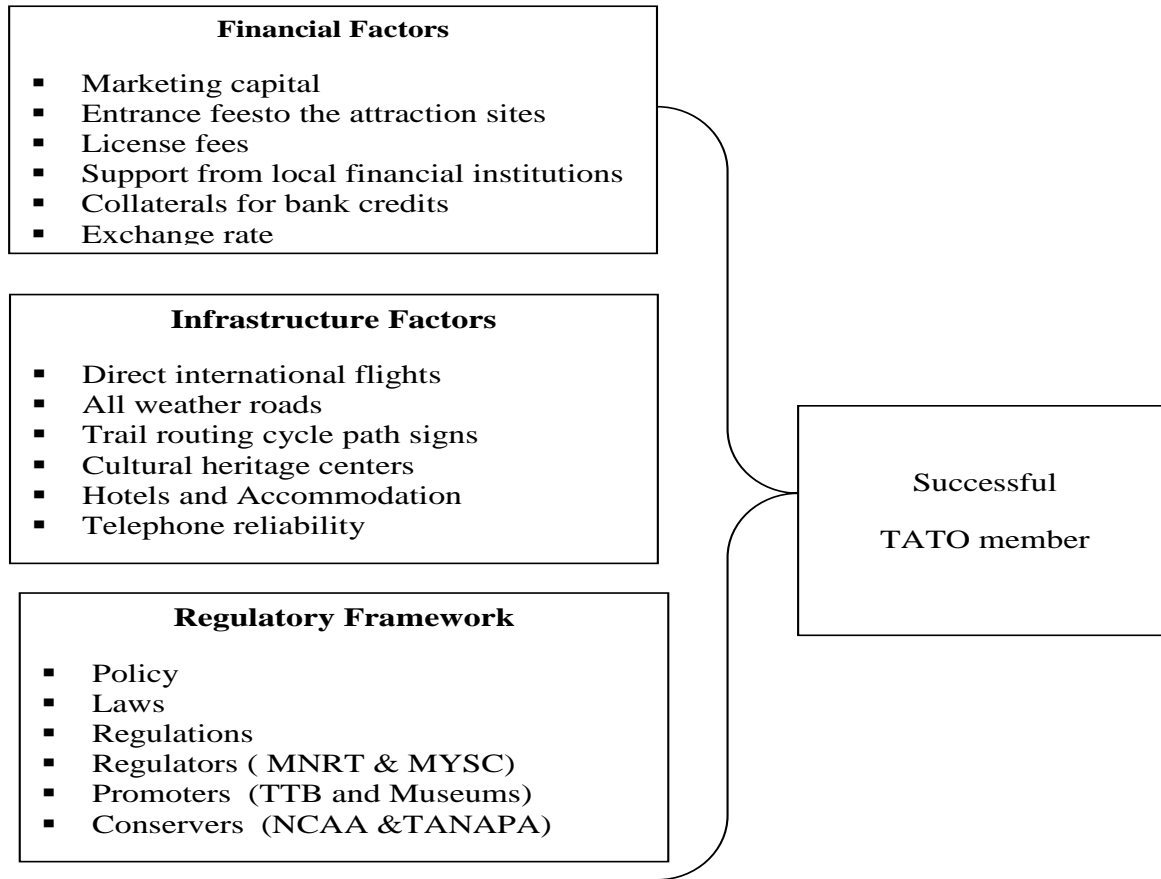 Financial Factors
▪ Marketing capital
▪ Entrance feesto the attraction sites
▪ License fees
▪ Support from local financial institutions
▪ Collaterals for bank credits
▪ Exchange rate
Infrastructure Factors
▪ Direct international flights
▪ All weather roads
▪ Trail routing cycle path signs
▪ Cultural heritage centers
▪ Hotels and Accommodation
▪ Telephone reliability
Regulatory Framework
▪ Policy
▪ Laws
▪ Regulations
▪ Regulators ( MNRT & MYSC)
▪ Promoters (TTB and Museums)
▪ Conservers (NCAA &TANAPA)
Successful
TATO member